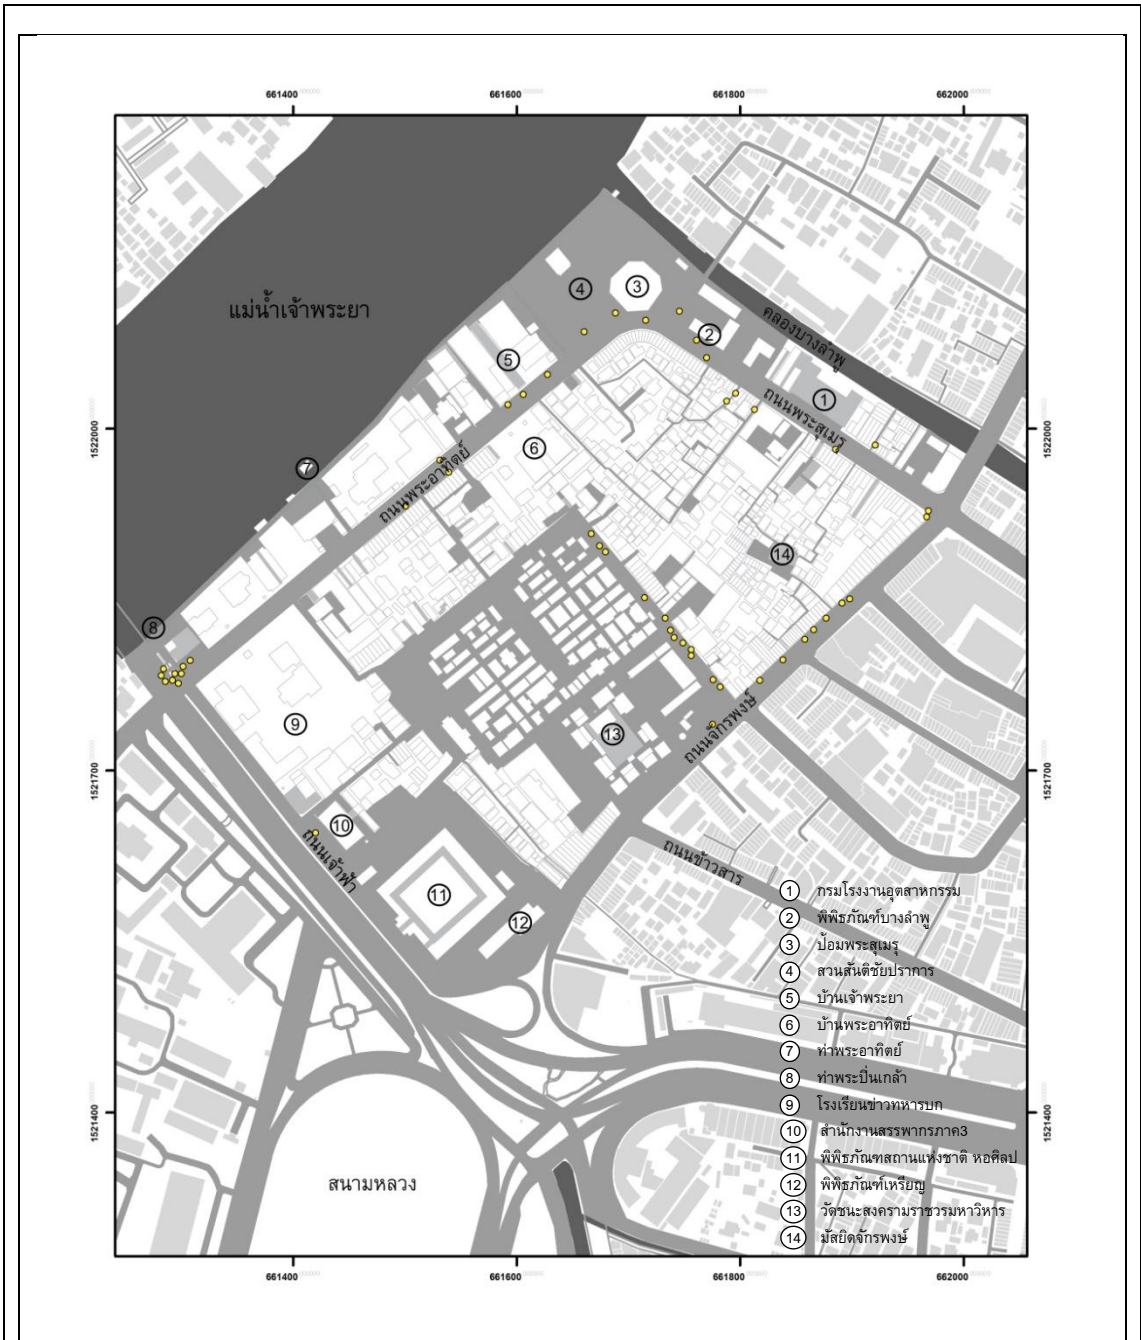 661400 661600 661800 662000
แม่น้ำเจ้าพระยา
คลองบางลำพู
4
3
2
5
1
ถนนพระสุเมรุ
1522000
1522000
6
7
ถนนพระอาทิตย์
14
8
9
13
ถนนจักรพงษ์
1521700
1521700
10
ถนนเจ้าฟ้า
ถนนข้าวสาร
11
12
1 กรมโรงงานอุตสาหกรรม
2 พิพิธภัณฑ์บางลำพู
3 ป้อมพระสุเมรุ
4 สวนสันติชัยปราการ
5 บ้านเจ้าพระยา
6 บ้านพระอาทิตย์
7 ท่าพระอาทิตย์
8 ท่าพระปิ่นเกล้า
9 โรงเรียนข่าวทหารบก
10 สำนักงานสรรพากรภาค3
11 พิพิธภัณฑสถานแห่งชาติ หอศิลป
12 พิพิธภัณฑ์เหรียญ
13 วัดชนะสงครามราชวรมหาวิหาร
14 มัสยิดจักรพงษ์
1521400
1521400
สนามหลวง
661400 661600 661800 662000